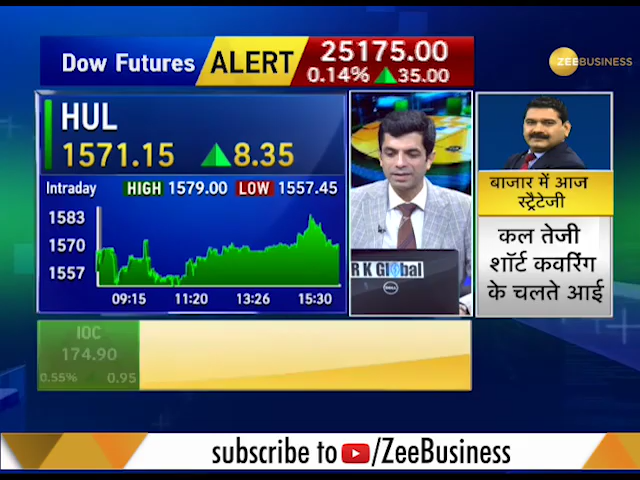 Dow Futures
ALERT
25175.00
0.14% ▲ 35.00
ZEEBUSINESS
HUL
1571.15
▲ 8.35
Intraday
HIGH 1579.00
LOW 1557.45
1583
1570
1557
09:15 11:20 13:26 15:30
R K Global
DELL
बाजार में आज
स्ट्रैटेजी
कल तेजी
शॉर्ट कवरिंग
के चलते आई
IOC
174.90
0.55% 0.95
subscribe to /ZeeBusiness